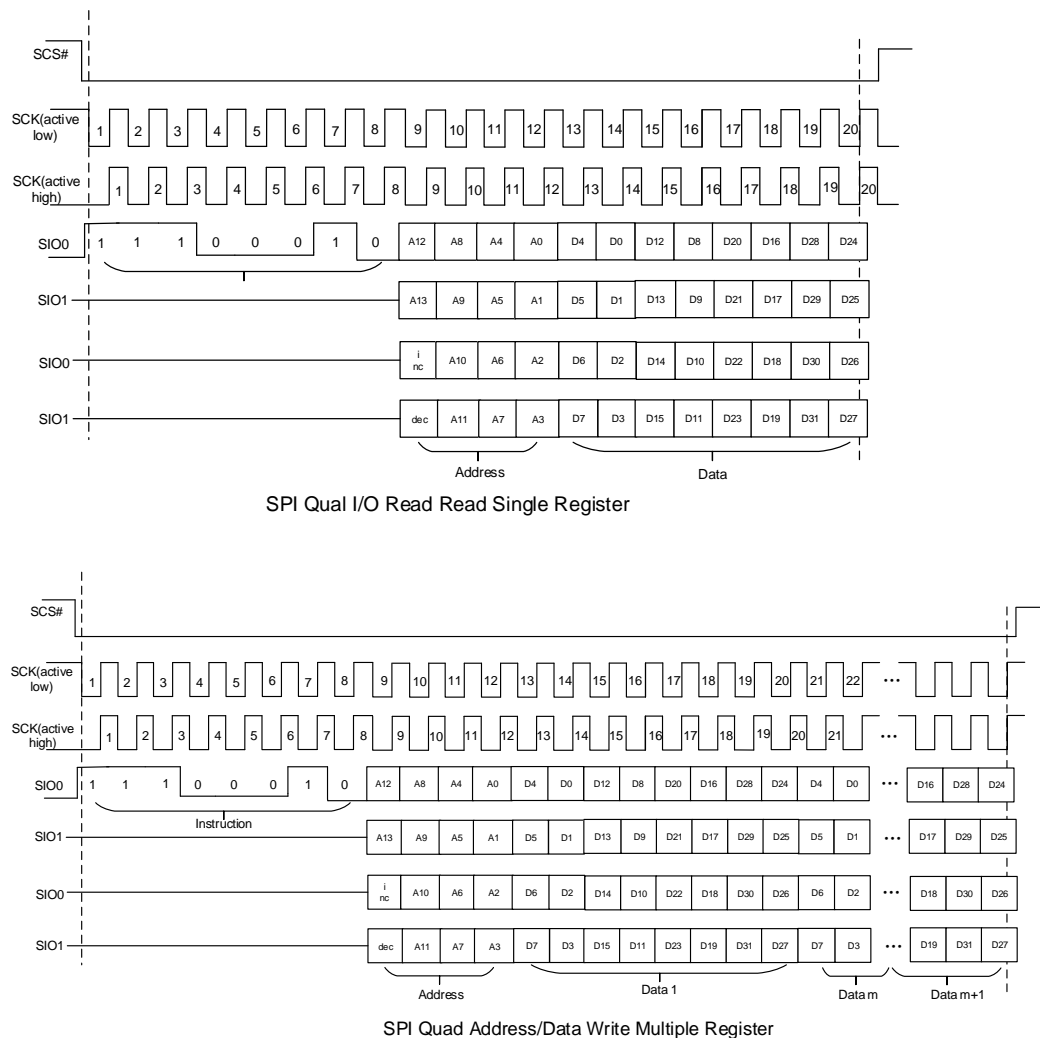 SCS#
SCK(active low) 1 2 3 4 5 6 7 8 9 10 11 12 13 14 15 16 17 18 19 20
SCK(active high) 1 2 3 4 5 6 7 8 9 10 11 12 13 14 15 16 17 18 19 20
SIO0 1 1 1 0 0 0 1 0 A12 A8 A4 A0 D4 D0 D12 D8 D20 D16 D28 D24
SIO1 A13 A9 A5 A1 D5 D1 D13 D9 D21 D17 D29 D25
SIO0 i nc A10 A6 A2 D6 D2 D14 D10 D22 D18 D30 D26
SIO1 dec A11 A7 A3 D7 D3 D15 D11 D23 D19 D31 D27
Address Data
SPI Qual I/O Read Read Single Register
SCS#
SCK(active low) 1 2 3 4 5 6 7 8 9 10 11 12 13 14 15 16 17 18 19 20 21 22 ...
SCK(active high) 1 2 3 4 5 6 7 8 9 10 11 12 13 14 15 16 17 18 19 20 21 ...
SIO0 1 1 1 0 0 0 1 0 A12 A8 A4 A0 D4 D0 D12 D8 D20 D16 D28 D24 D4 D0 ... D16 D28 D24
Instruction
SIO1 A13 A9 A5 A1 D5 D1 D13 D9 D21 D17 D29 D25 D5 D1 ... D17 D29 D25
SIO0 i nc A10 A6 A2 D6 D2 D14 D10 D22 D18 D30 D26 D6 D2 ... D18 D30 D26
SIO1 dec A11 A7 A3 D7 D3 D15 D11 D23 D19 D31 D27 D7 D3 ... D19 D31 D27
Address Data 1 Data m Data m+1
SPI Quad Address/Data Write Multiple Register